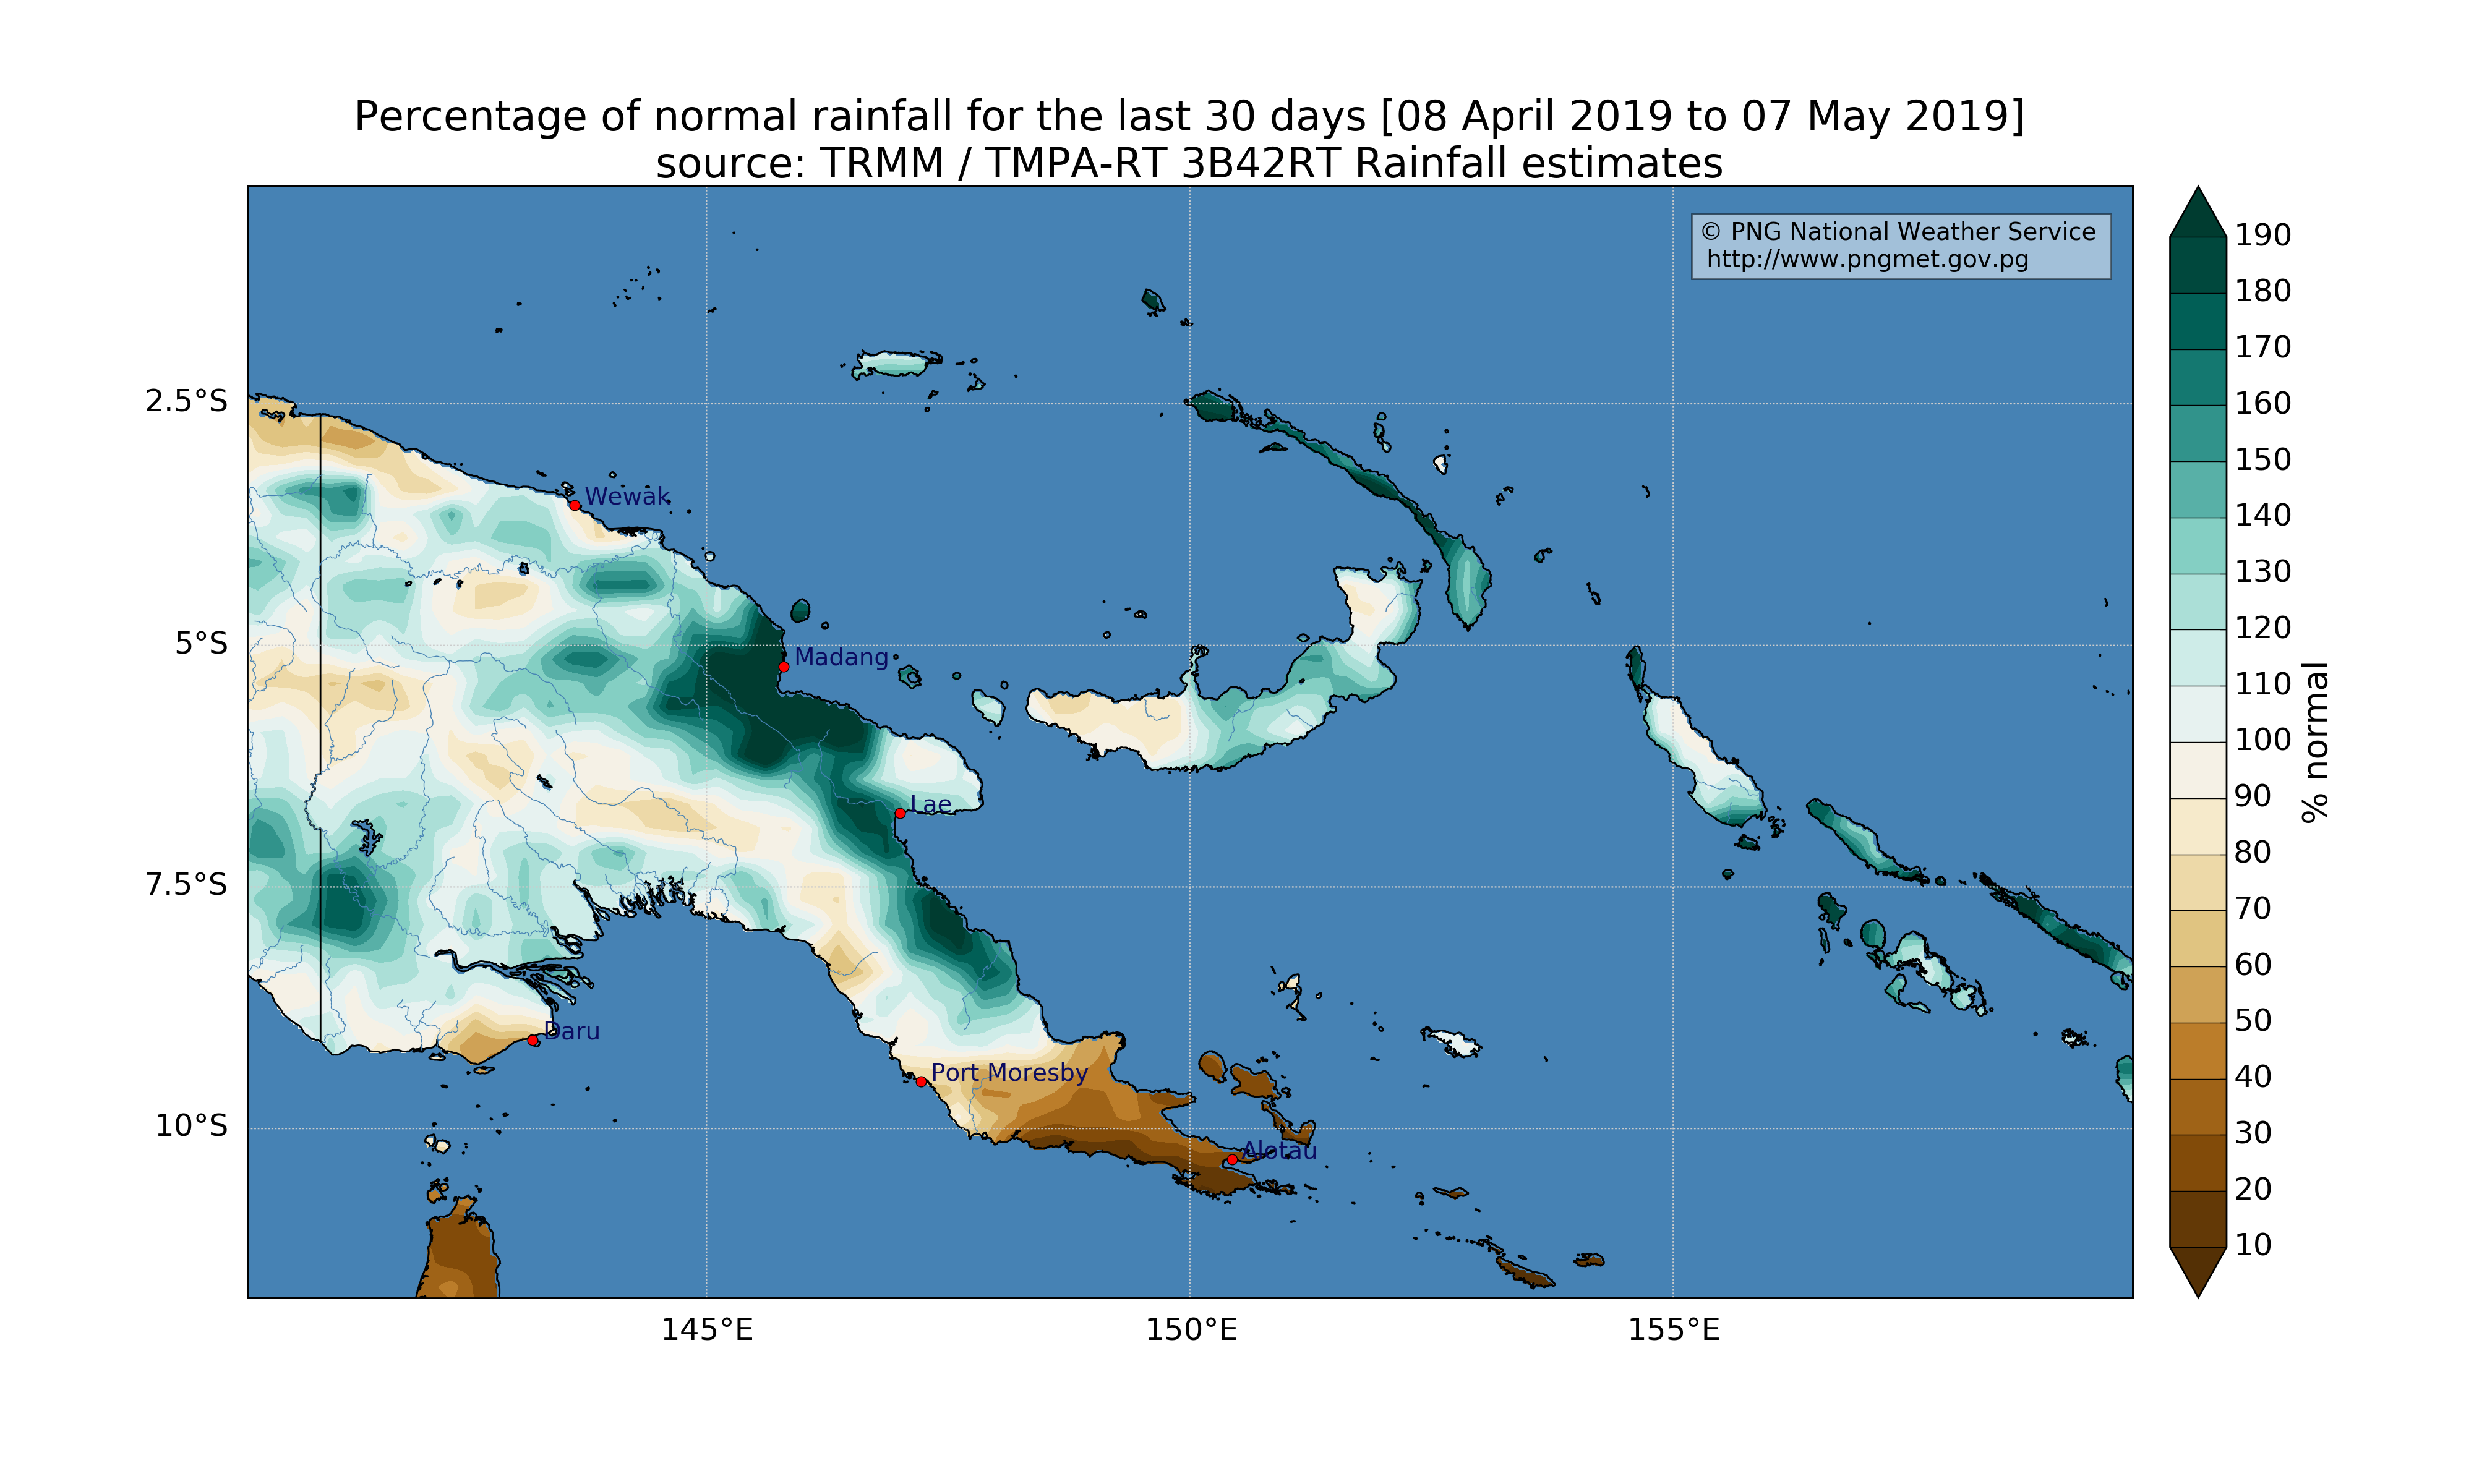 Percentage of normal rainfall for the last 30 days [08 April 2019 to 07 May 2019]
source: TRMM / TMPA-RT 3B42RT Rainfall estimates
© PNG National Weather Service
http://www.pngmet.gov.pg
2.5°S
5°S
7.5°S
10°S
Wewak
Madang
Lae
Daru
Port Moresby
Alotau
145°E
150°E
155°E
190
180
170
160
150
140
130
120
110
100
90
80
70
60
50
40
30
20
10
% normal